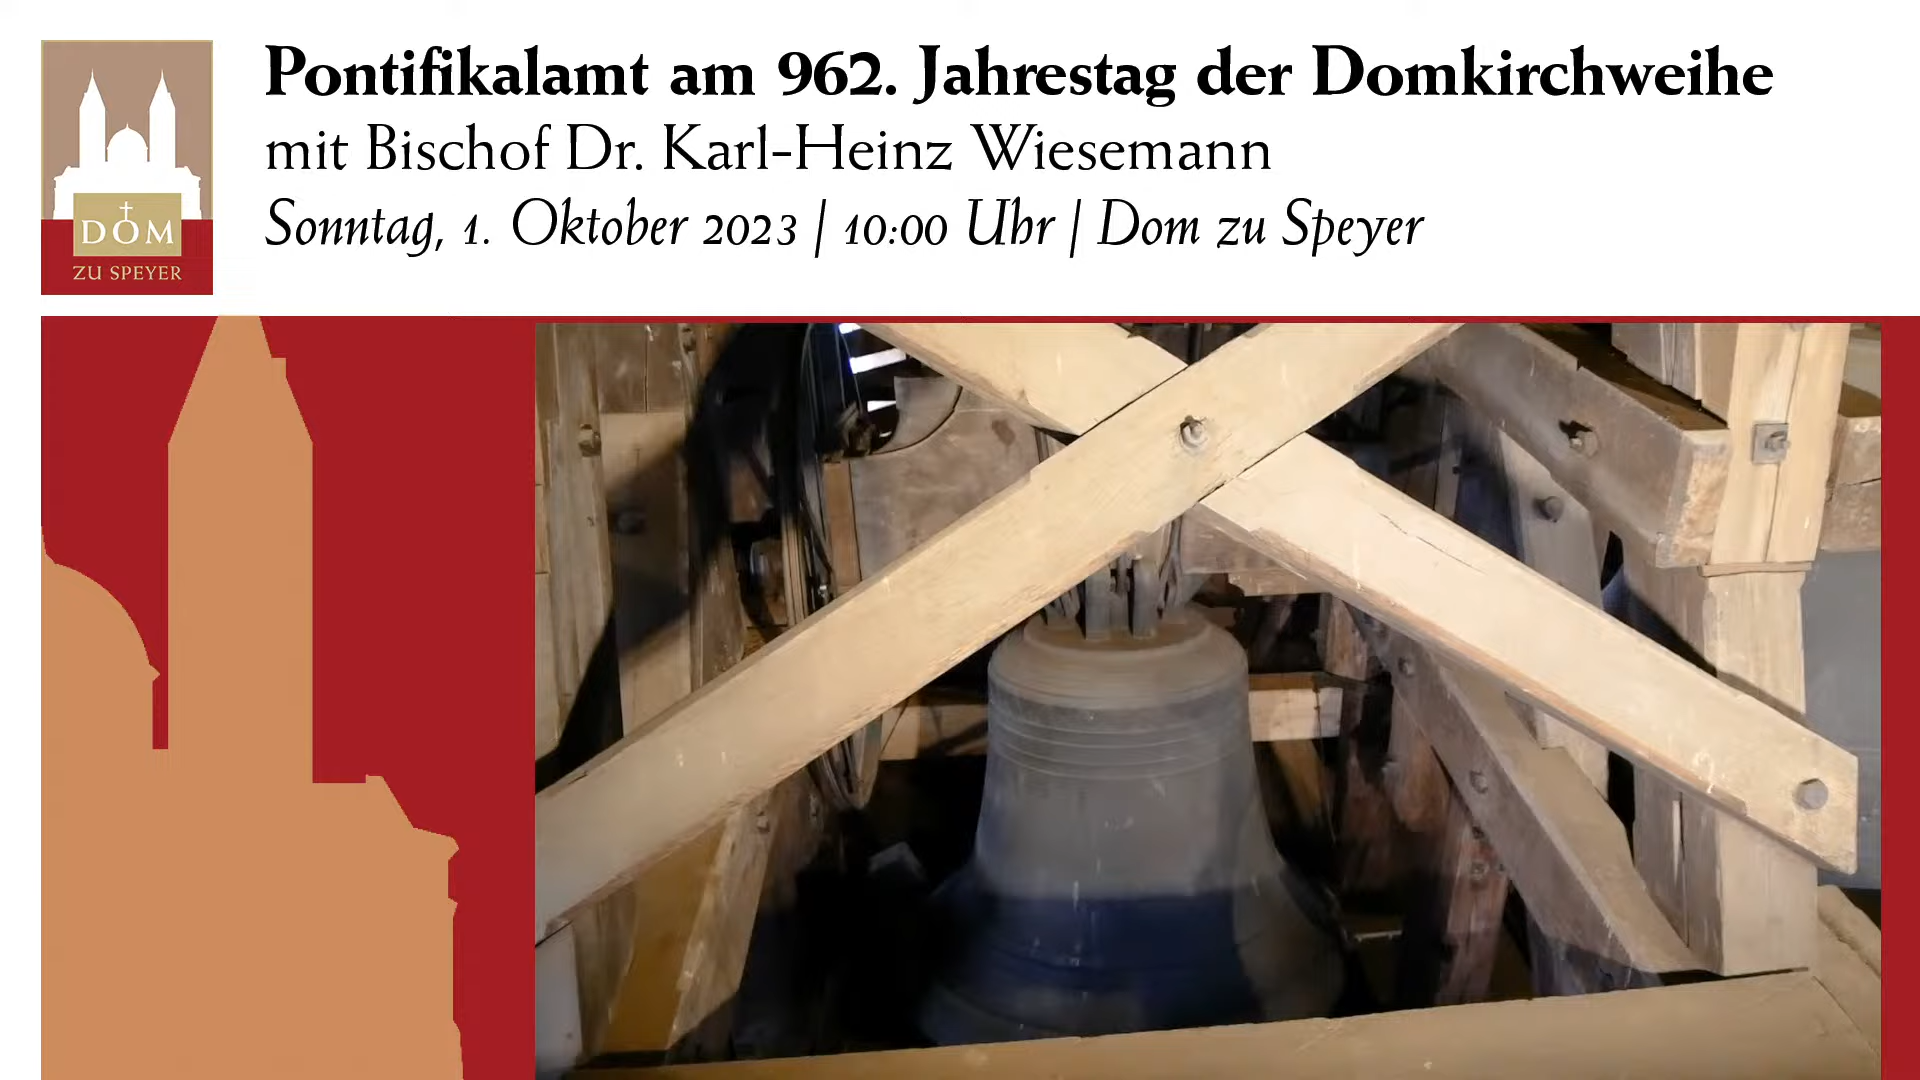 Pontifikalamt am 962. Jahrestag der Domkirchweihe
mit Bischof Dr. Karl-Heinz Wiesemann
Sonntag, 1. Oktober 2023 | 10:00 Uhr | Dom zu Speyer
DOM
ZU SPEYER